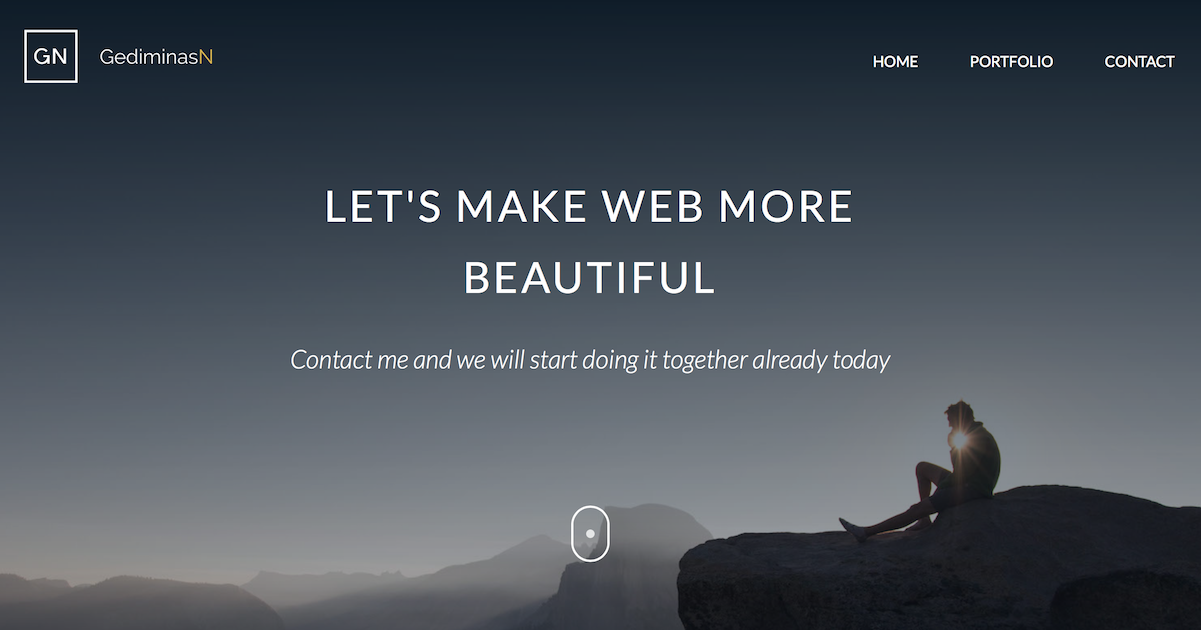 GN
GediminasN
HOME PORTFOLIO CONTACT
LET'S MAKE WEB MORE
BEAUTIFUL
Contact me and we will start doing it together already today